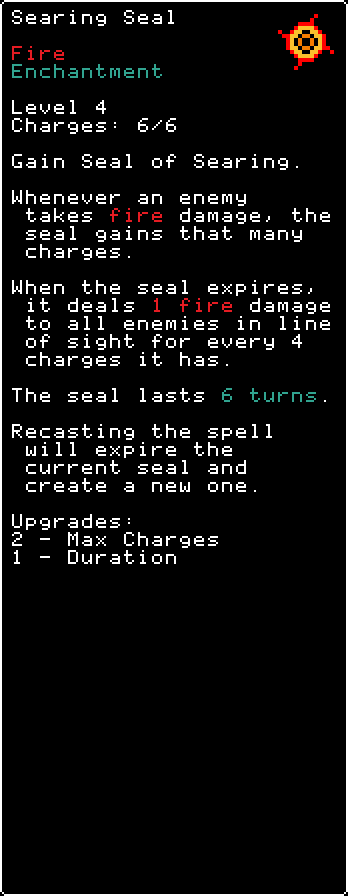 Searing Seal
Fire
Enchantment
Level 4
Charges: 6/6
Gain Seal of Searing.
Whenever an enemy
takes fire damage, the
seal gains that many
charges.
When the seal expires,
it deals 1 fire damage
to all enemies in line
of sight for every 4
charges it has.
The seal lasts 6 turns.
Recasting the spell
will expire the
current seal and
create a new one.
Upgrades:
2 - Max Charges
1 - Duration